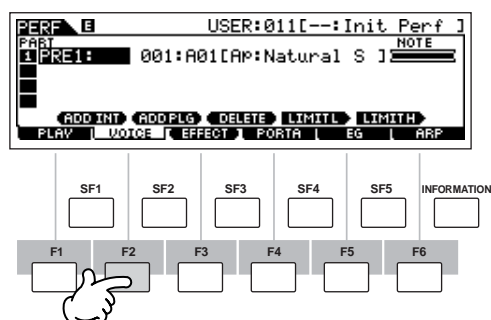 PERF E USER:011[--:Init Perf ]
PART NOTE
1 PRE1: 001:A01[AP:Natural S ]
ADD INT ADD PLG DELETE LIMITL LIMITH
PLAY VOICE EFFECT PORTA EG ARP
SF1 SF2 SF3 SF4 SF5 INFORMATION
F1 F2 F3 F4 F5 F6